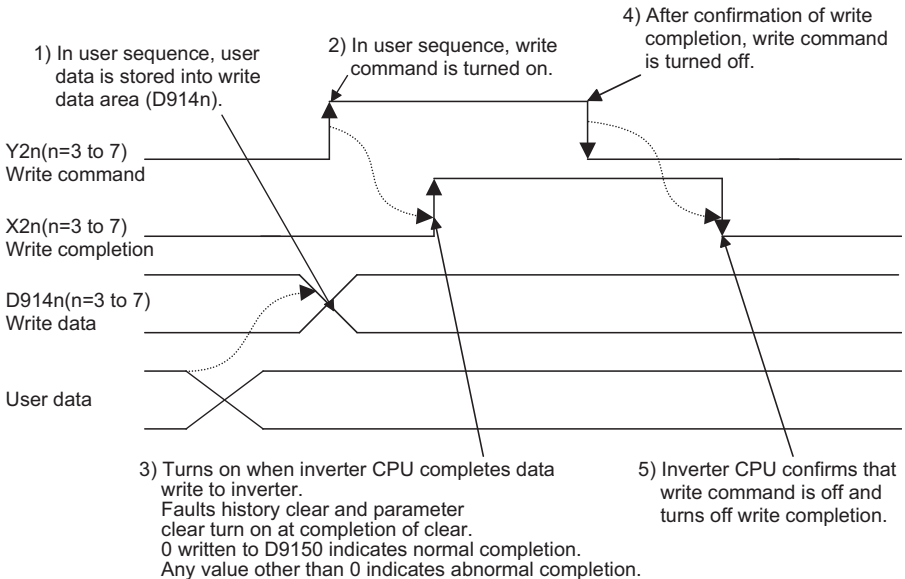 1) In user sequence, user
data is stored into write
data area (D914n).
2) In user sequence, write
command is turned on.
4) After confirmation of write
completion, write command
is turned off.
Y2n(n=3 to 7)
Write command
X2n(n=3 to 7)
Write completion
D914n(n=3 to 7)
Write data
User data
3) Turns on when inverter CPU completes data
write to inverter.
Faults history clear and parameter
clear turn on at completion of clear.
0 written to D9150 indicates normal completion.
Any value other than 0 indicates abnormal completion.
5) Inverter CPU confirms that
write command is off and
turns off write completion.